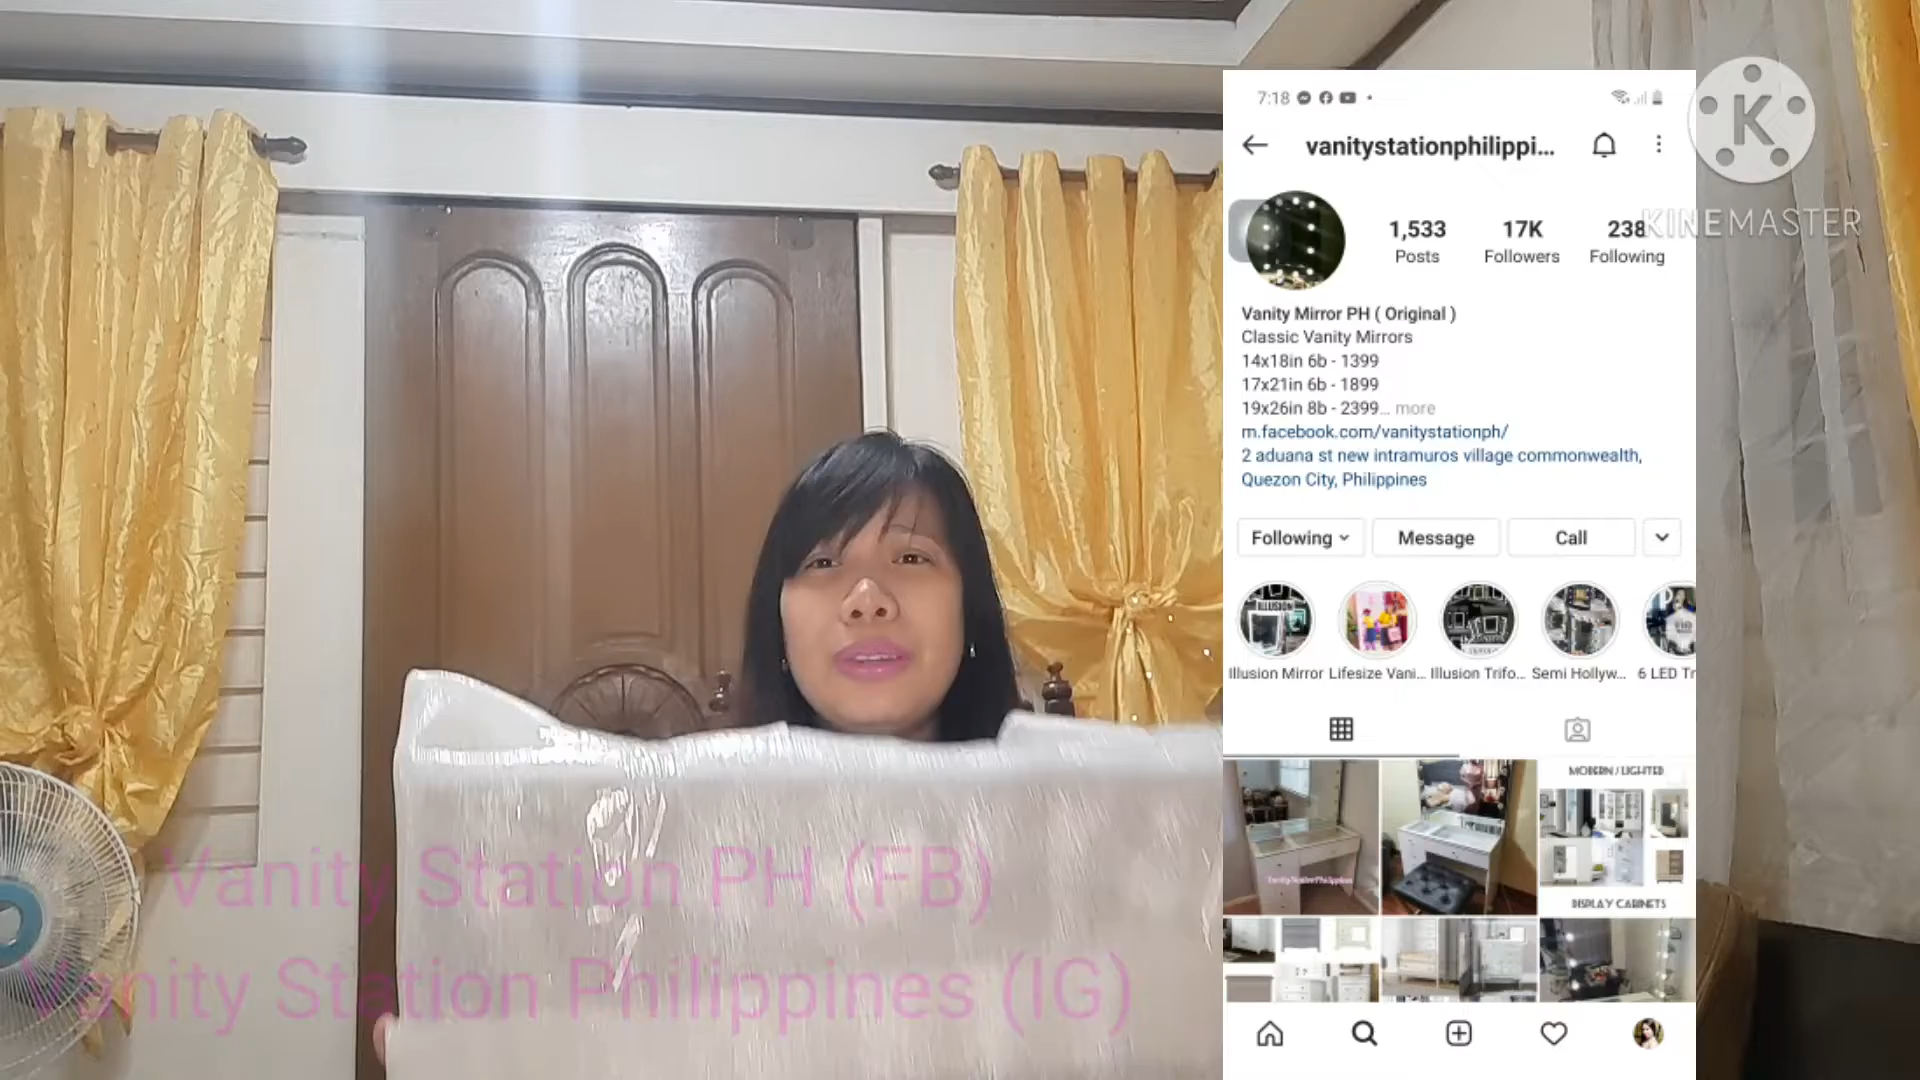 7:18
vanitystationphilippi...
1,533
17K
238
Posts
Followers
Following
Vanity Mirror PH ( Original )
Classic Vanity Mirrors
14x18in 6b - 1399
17x21in 6b - 1899
19x26in 8b - 2399... more
m.facebook.com/vanitystationph/
2 aduana st new intramuros village commonwealth,
Quezon City, Philippines
Following
Message
Call
ILLUSION
Illusion Mirror
Lifesize Vani...
Illusion Trifo...
Semi Hollyw...
6 LED Tr
MODERN / LIGHTED
DISPLAY CABINETS
K
KINEMASTER
Vanity Station PH (FB)
Vanity Station Philippines (IG)